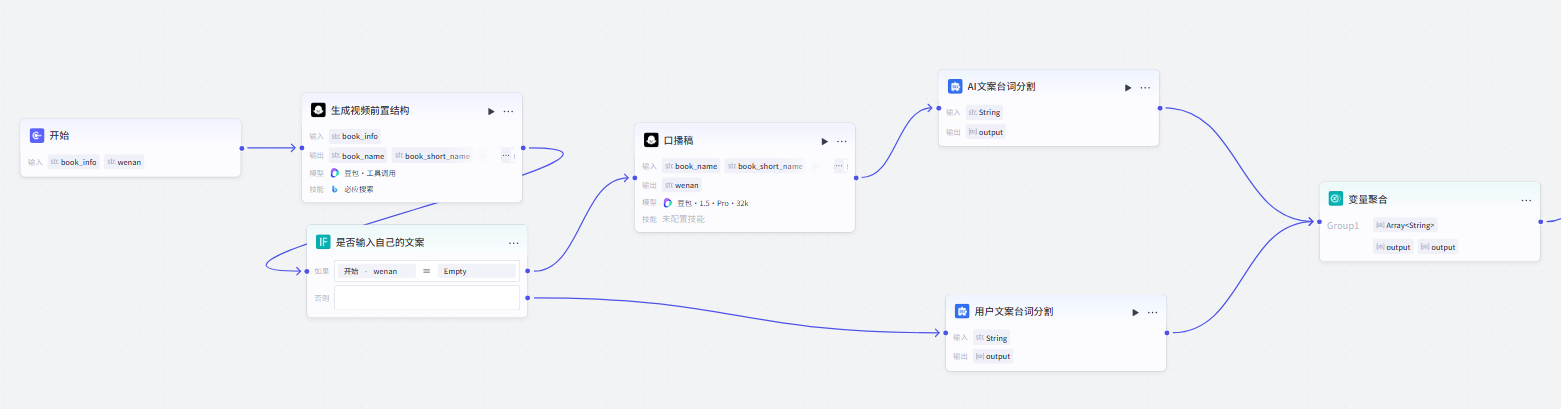 开始
输入 str. book_info str. wenan
生成视频前置结构
输入 str. book_info
输出 str. book_name str. book_short_name ...
模型 豆包·工具调用
技能 必应搜索
是否输入自己的文案
如果 开始 · wenan = Empty
否则
口播稿
输入 str. book_name str. book_short_name ...
输出 str. wenan
模型 豆包·1.5·Pro·32k
技能 未配置技能
AI文案台词分割
输入 str. String
输出 output
用户文案台词分割
输入 str. String
输出 output
变量聚合
Group1 Array<String>
output output